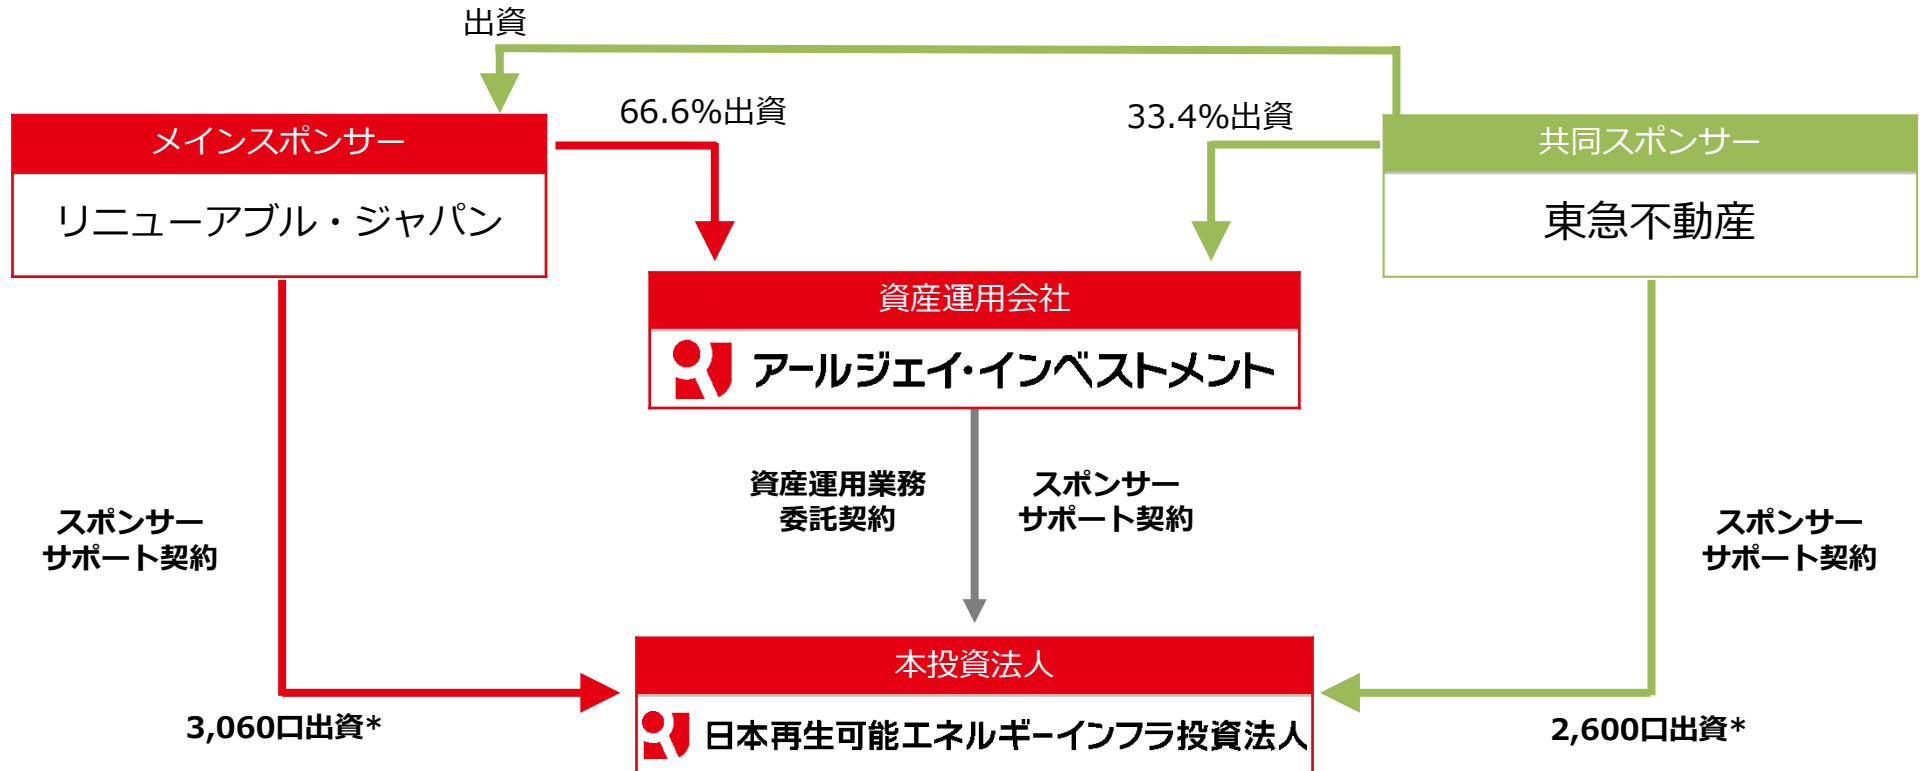 出資
66.6%出資
33.4%出資
メインスポンサー
リニューアブル・ジャパン
共同スポンサー
東急不動産
資産運用会社
アールジェイ・インベストメント
資産運用業務
委託契約
スポンサー
サポート契約
スポンサー
サポート契約
スポンサー
サポート契約
本投資法人
日本再生可能エネルギーインフラ投資法人
3,060口出資*
2,600口出資*